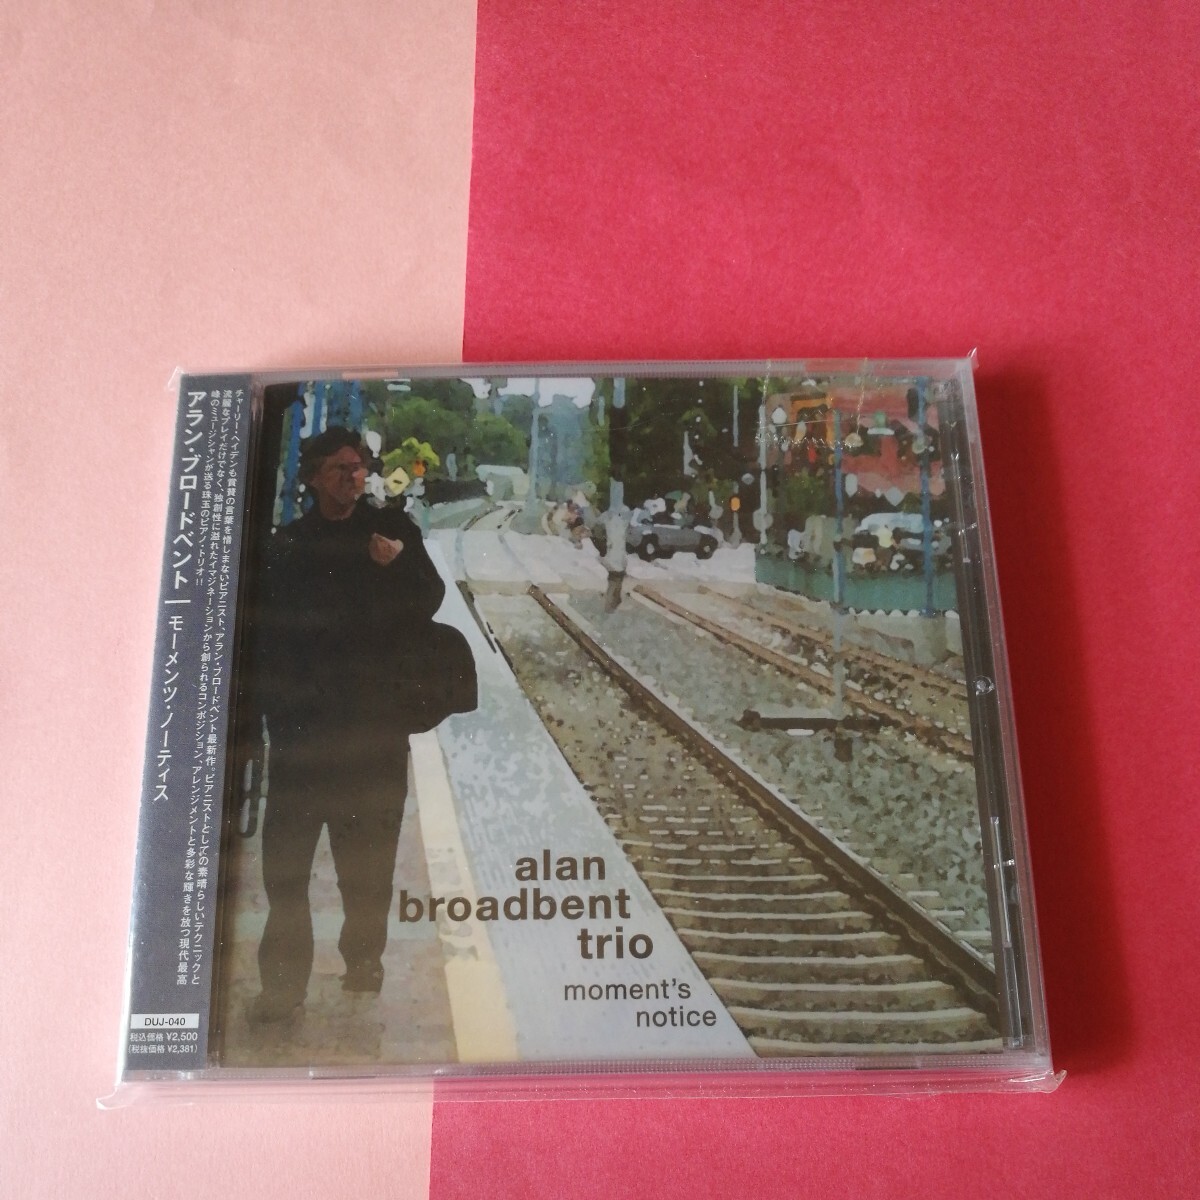 アラン・ブロードベント｜モーメンツ・ノーティス
チャーリー・ヘイデンも賞賛の言葉を惜しまないピアニスト、アラン・ブロードベント最新作。ピアニストとしての素晴らしいテクニックと
流麗なプレイだけでなく、独創性に溢れたイマジネーションから創られるコンポジション、アレンジメントと多彩な輝きを放つ現代最高
峰のミュージシャンが送る珠玉のピアノ・トリオ!!
DUJ-040
税込価格 ¥2,500
(税抜価格 ¥2,381)
alan
broadbent
trio
moment's
notice